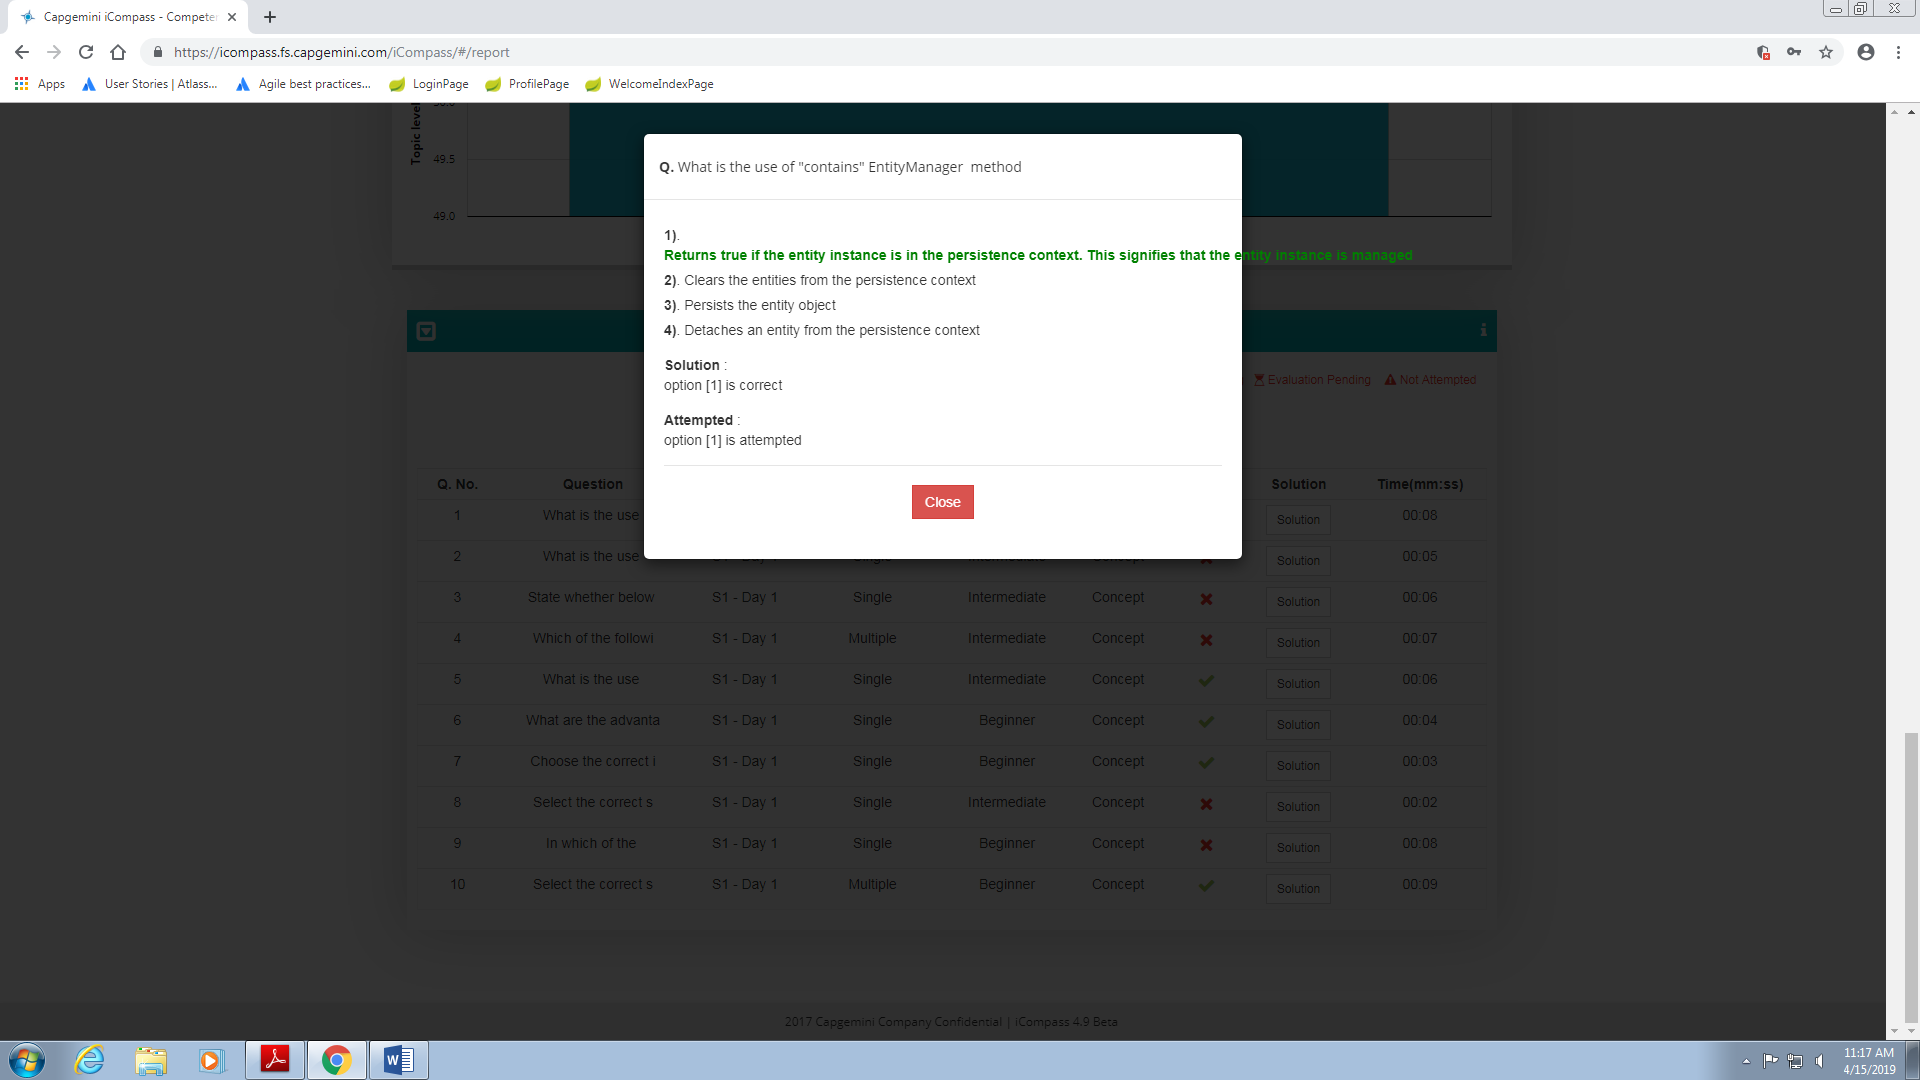 Capgemini iCompass - Competen
https://icompass.fs.capgemini.com/iCompass/#/report
Apps
User Stories | Atlass...
Agile best practices...
LoginPage
ProfilePage
WelcomeIndexPage
Topic level
49.5
49.0
Q. What is the use of "contains" EntityManager  method
1).
Returns true if the entity instance is in the persistence context. This signifies that the entity instance is managed
2). Clears the entities from the persistence context
3). Persists the entity object
4). Detaches an entity from the persistence context
Solution :
option [1] is correct
Attempted :
option [1] is attempted
Close
Evaluation Pending Not Attempted
Q. No. Question Solution Time(mm:ss)
1 What is the use Solution 00:08
2 What is the use S1 - Day 1 Single Intermediate Concept Solution 00:05
3 State whether below S1 - Day 1 Single Intermediate Concept Solution 00:06
4 Which of the followi S1 - Day 1 Multiple Intermediate Concept Solution 00:07
5 What is the use S1 - Day 1 Single Intermediate Concept Solution 00:06
6 What are the advanta S1 - Day 1 Single Beginner Concept Solution 00:04
7 Choose the correct i S1 - Day 1 Single Beginner Concept Solution 00:03
8 Select the correct s S1 - Day 1 Single Intermediate Concept Solution 00:02
9 In which of the S1 - Day 1 Single Beginner Concept Solution 00:08
10 Select the correct s S1 - Day 1 Multiple Beginner Concept Solution 00:09
2017 Capgemini Company Confidential | iCompass 4.9 Beta
11:17 AM
4/15/2019